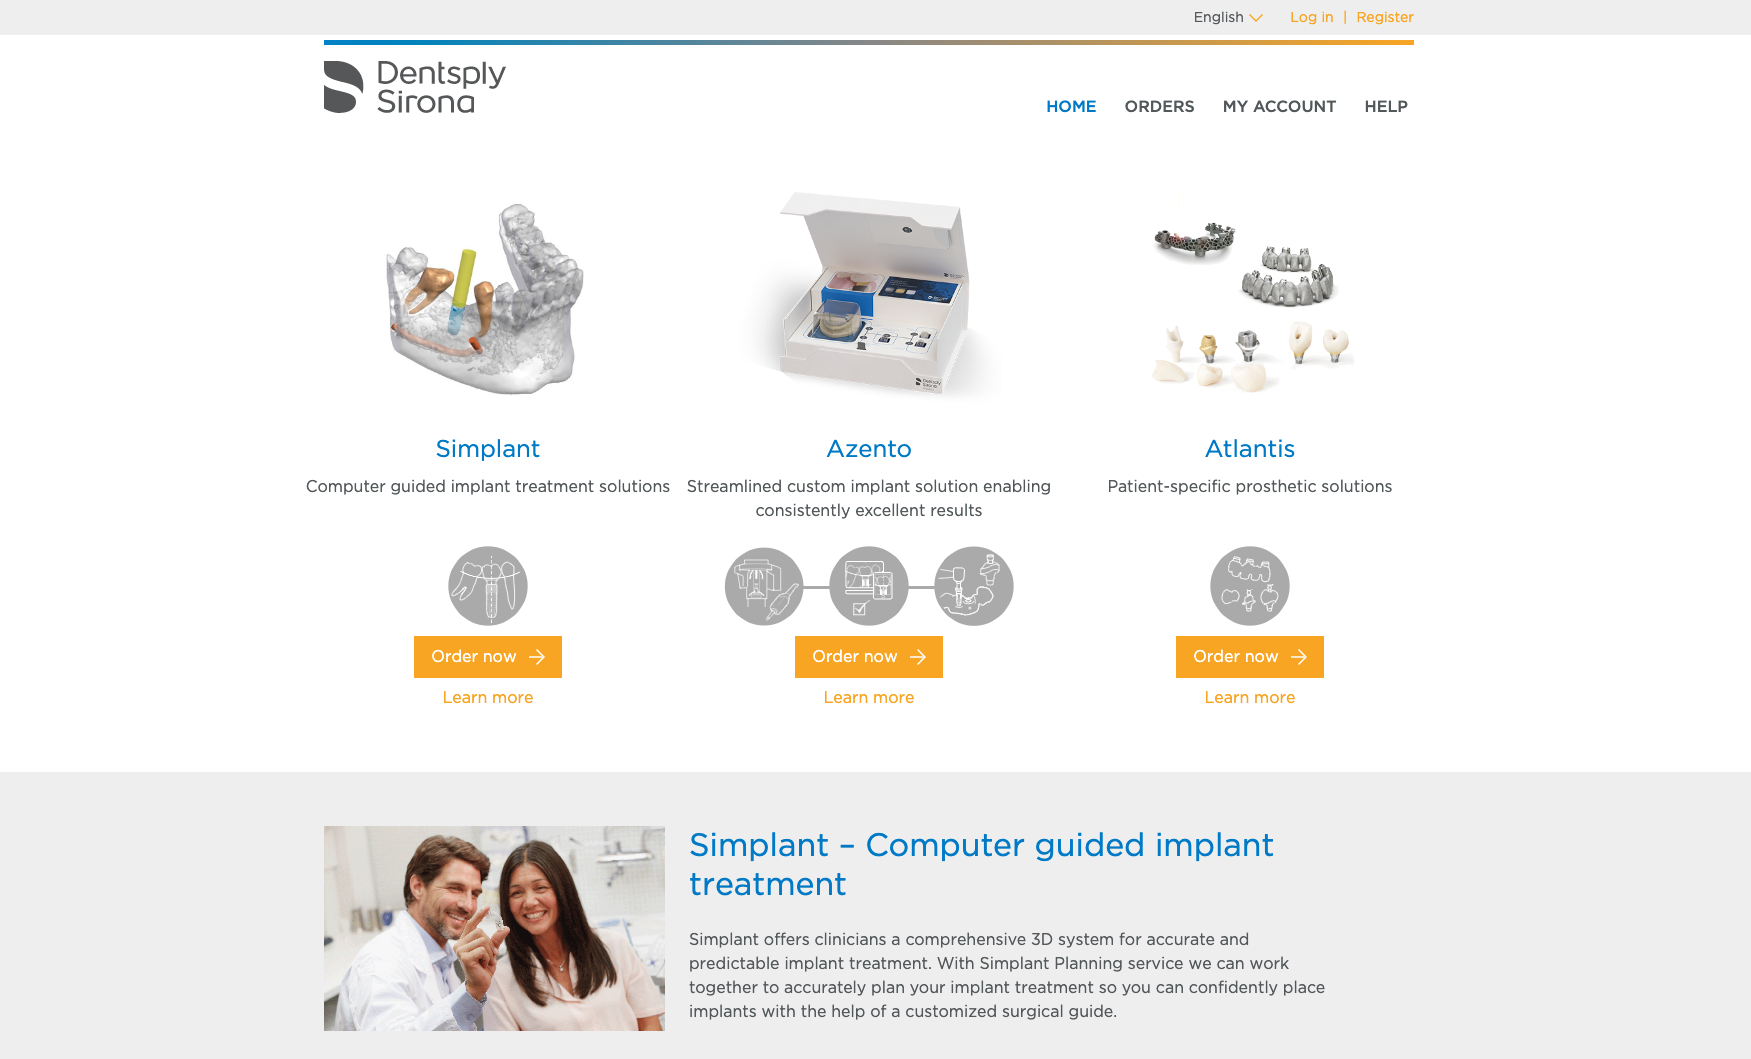 English
Log in | Register
Dentsply
Sirona
HOME
ORDERS
MY ACCOUNT
HELP
Simplant
Computer guided implant treatment solutions
Order now
Learn more
Azento
Streamlined custom implant solution enabling
consistently excellent results
Order now
Learn more
Atlantis
Patient-specific prosthetic solutions
Order now
Learn more
Simplant – Computer guided implant
treatment
Simplant offers clinicians a comprehensive 3D system for accurate and
predictable implant treatment. With Simplant Planning service we can work
together to accurately plan your implant treatment so you can confidently place
implants with the help of a customized surgical guide.